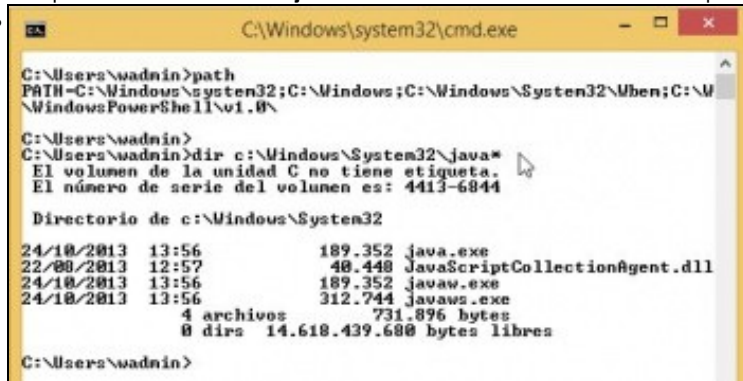 C:\Windows\system32\cmd.exe
C:\Users\wadmin>path
PATH=C:\Windows\system32;C:\Windows;C:\Windows\System32\Wbem;C:\W
\WindowsPowerShell\v1.0\
C:\Users\wadmin>
C:\Users\wadmin>dir c:\Windows\System32\java*
El volumen de la unidad C no tiene etiqueta.
El número de serie del volumen es: 4413-6844
Directorio de c:\Windows\System32
24/10/2013 13:56 189.352 java.exe
22/08/2013 12:57 40.448 JavaScriptCollectionAgent.dll
24/10/2013 13:56 189.352 javaw.exe
24/10/2013 13:56 312.744 javaws.exe
4 archivos 731.896 bytes
0 dirs 14.618.439.680 bytes libres
C:\Users\wadmin>